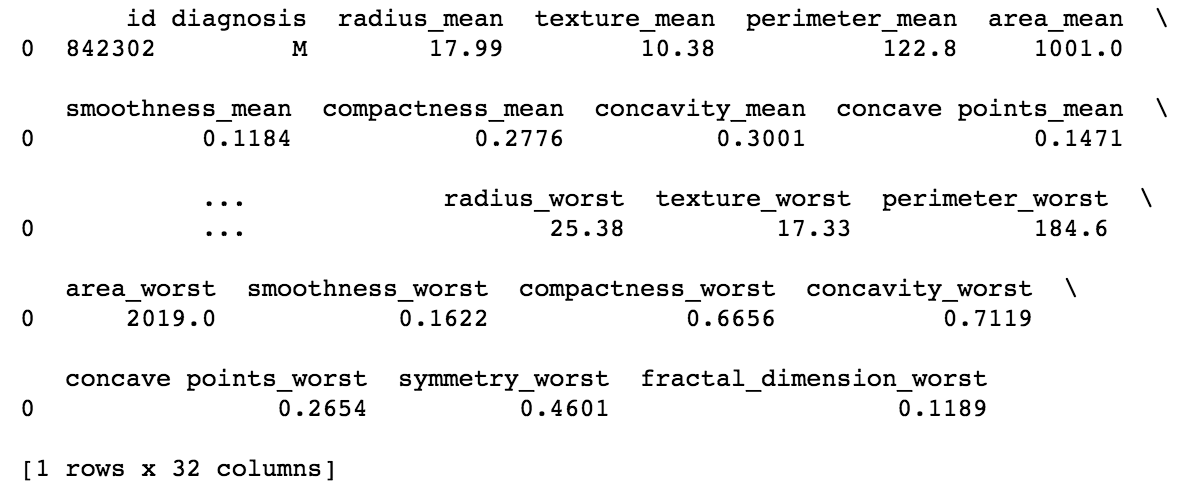 id diagnosis radius_mean texture_mean perimeter_mean area_mean \
0 842302 M 17.99 10.38 122.8 1001.0
smoothness_mean compactness_mean concavity_mean concave points_mean \
0 0.1184 0.2776 0.3001 0.1471
... radius_worst texture_worst perimeter_worst \
0 ... 25.38 17.33 184.6
area_worst smoothness_worst compactness_worst concavity_worst \
0 2019.0 0.1622 0.6656 0.7119
concave points_worst symmetry_worst fractal_dimension_worst
0 0.2654 0.4601 0.1189
[1 rows x 32 columns]